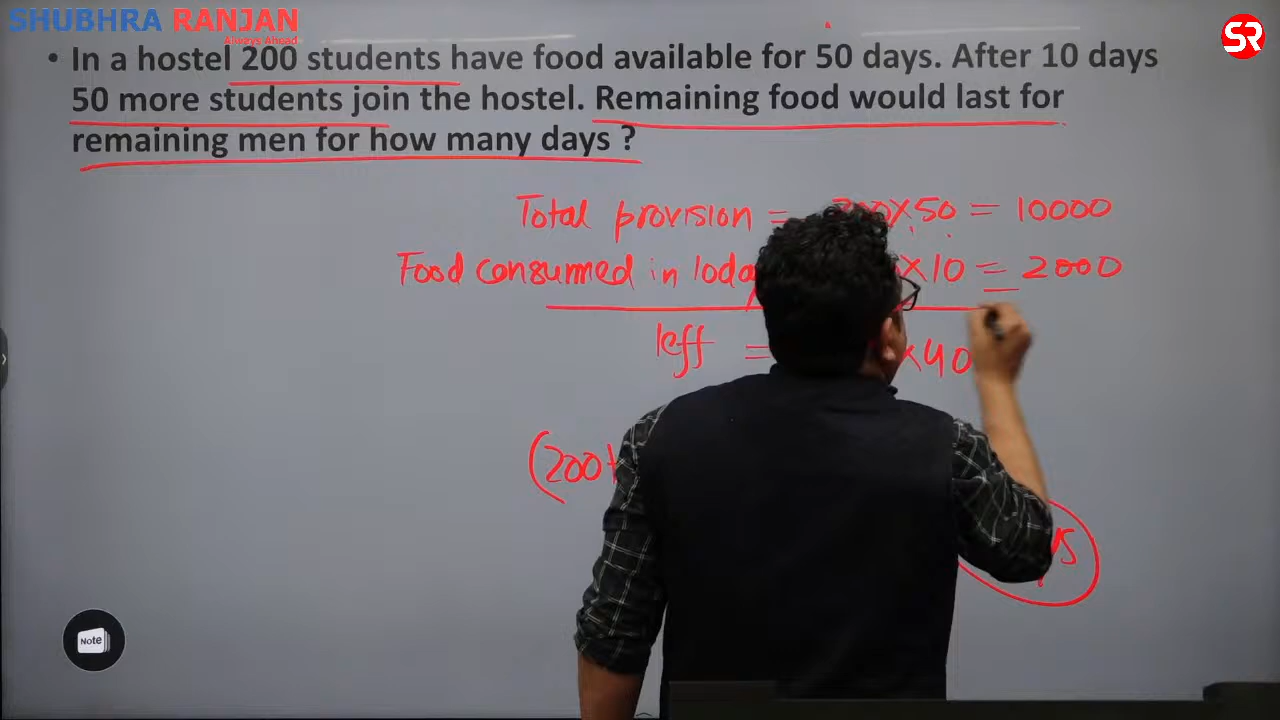 SHUBHRA RANJAN
Always Ahead
SR
• In a hostel 200 students have food available for 50 days. After 10 days
50 more students join the hostel. Remaining food would last for
remaining men for how many days ?
Total provision = 200×50 = 10000
Food consumed in 10da ×10 = 2000
left = ×40
(200+
Note